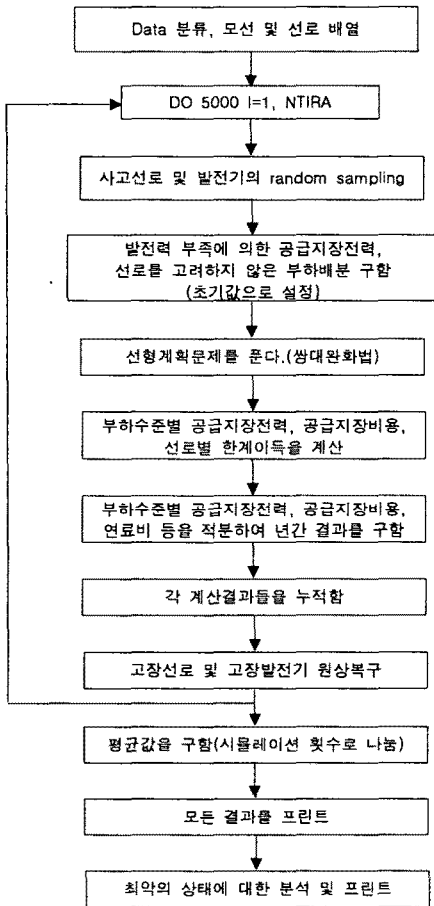 Data 분류, 모선 및 선로 배열
DO 5000 I=1, NTIRA
사고선로 및 발전기의 random sampling
발전력 부족에 의한 공급지장전력,
선로를 고려하지 않은 부하배분 구함
(초기값으로 설정)
선형계획문제를 푼다.(쌍대완화법)
부하수준별 공급지장전력, 공급지장비용,
선로별 한계이득을 계산
부하수준별 공급지장전력, 공급지장비용,
연료비 등을 적분하여 년간 결과를 구함
각 계산결과들을 누적함
고장선로 및 고장발전기 원상복구
평균값을 구함(시뮬레이션 횟수로 나눔)
모든 결과를 프린트
최악의 상태에 대한 분석 및 프린트